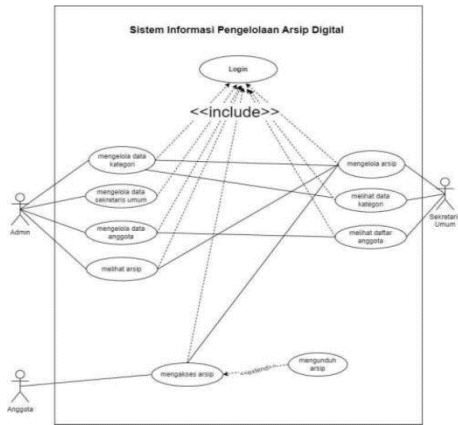 Sistem Informasi Pengelolaan Arsip Digital
Login
<<include>>
mengelola data
kategori
mengelola arsip
mengelola data
sekretaris umum
melihat data
kategori
Admin
Sekretari
Umum
mengelola data
anggota
melihat daftar
anggota
melihat arsip
mengakses arsip
<<extend>>
mengunduh
arsip
Anggota